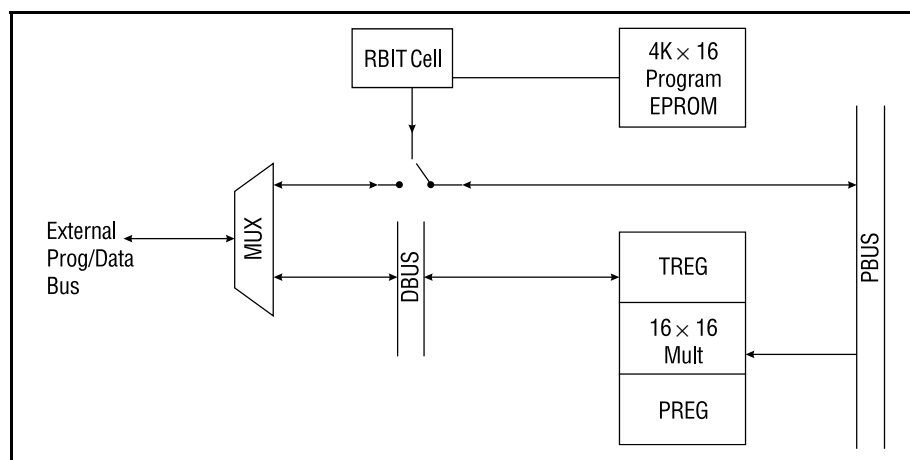 RBIT Cell
4K × 16
Program
EPROM
External
Prog/Data
Bus
MUX
DBUS
TREG
16 × 16
Mult
PREG
PBUS